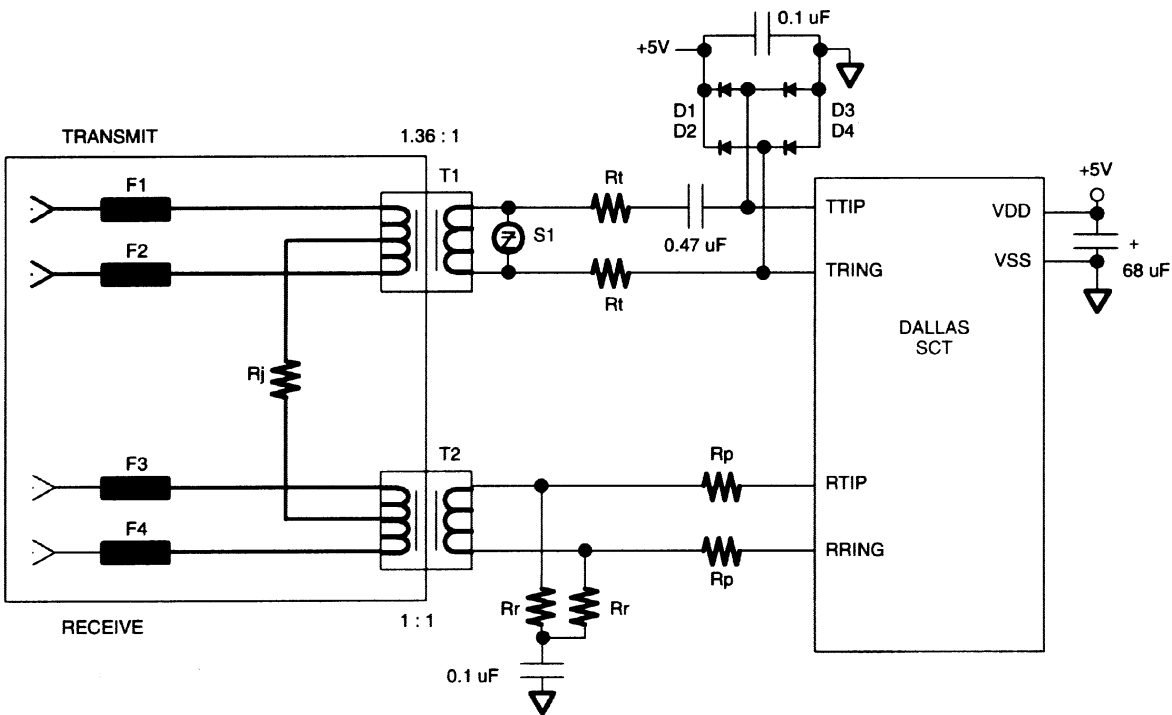 0.1 uF
+5V
D1
D2
D3
D4
TRANSMIT
1.36 : 1
F1
T1
Rt
+5V
TTIP
VDD
F2
S1
0.47 uF
+
68 uF
TRING
VSS
Rt
DALLAS
SCT
Rj
F3
T2
Rp
RTIP
F4
RRING
Rp
Rr
Rr
RECEIVE
1 : 1
0.1 uF